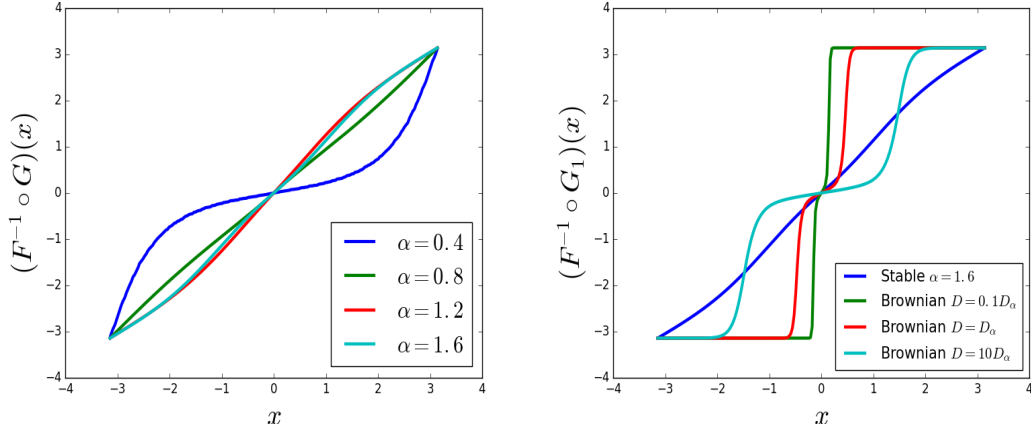 4
3
2
1
0
−1
−2
−3
−4
−4 −3 −2 −1 0 1 2 3 4
x
(F⁻¹ ∘ G)(x)
α = 0.4
α = 0.8
α = 1.2
α = 1.6
4
3
2
1
0
−1
−2
−3
−4
−4 −3 −2 −1 0 1 2 3 4
x
(F⁻¹ ∘ G₁)(x)
Stable α = 1.6
Brownian D = 0.1D_α
Brownian D = D_α
Brownian D = 10D_α